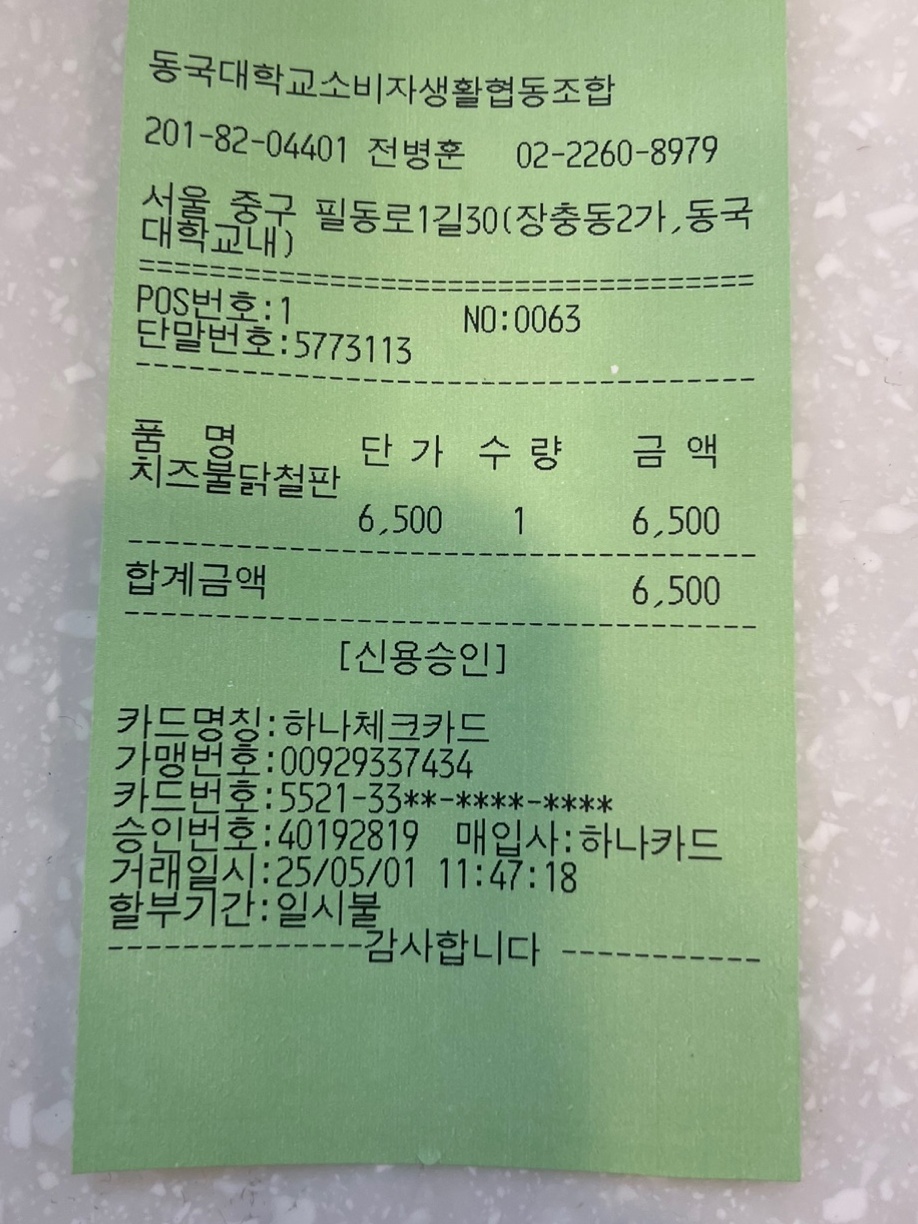 동국대학교소비자생활협동조합
201-82-04401 전병훈 02-2260-8979
서울 중구 필동로1길30(장충동2가,동국
대학교내)
==========================================
POS번호:1 NO:0063
단말번호:5773113
------------------------------------------
품 명 단 가 수 량 금 액
치즈불닭철판
6,500 1 6,500
------------------------------------------
합계금액 6,500
------------------------------------------
[신용승인]
카드명칭:하나체크카드
가맹번호:00929337434
카드번호:5521-33**-****-****
승인번호:40192819 매입사:하나카드
거래일시:25/05/01 11:47:18
할부기간:일시불
--------------감사합니다 -----------